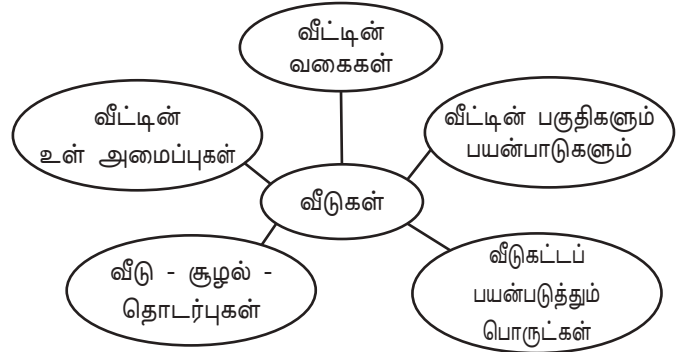 வீட்டின்
வகைகள்
வீட்டின்
உள் அமைப்புகள்
வீட்டின் பகுதிகளும்
பயன்பாடுகளும்
வீடுகள்
வீடு - சூழல் -
தொடர்புகள்
வீடுகட்டப்
பயன்படுத்தும்
பொருட்கள்